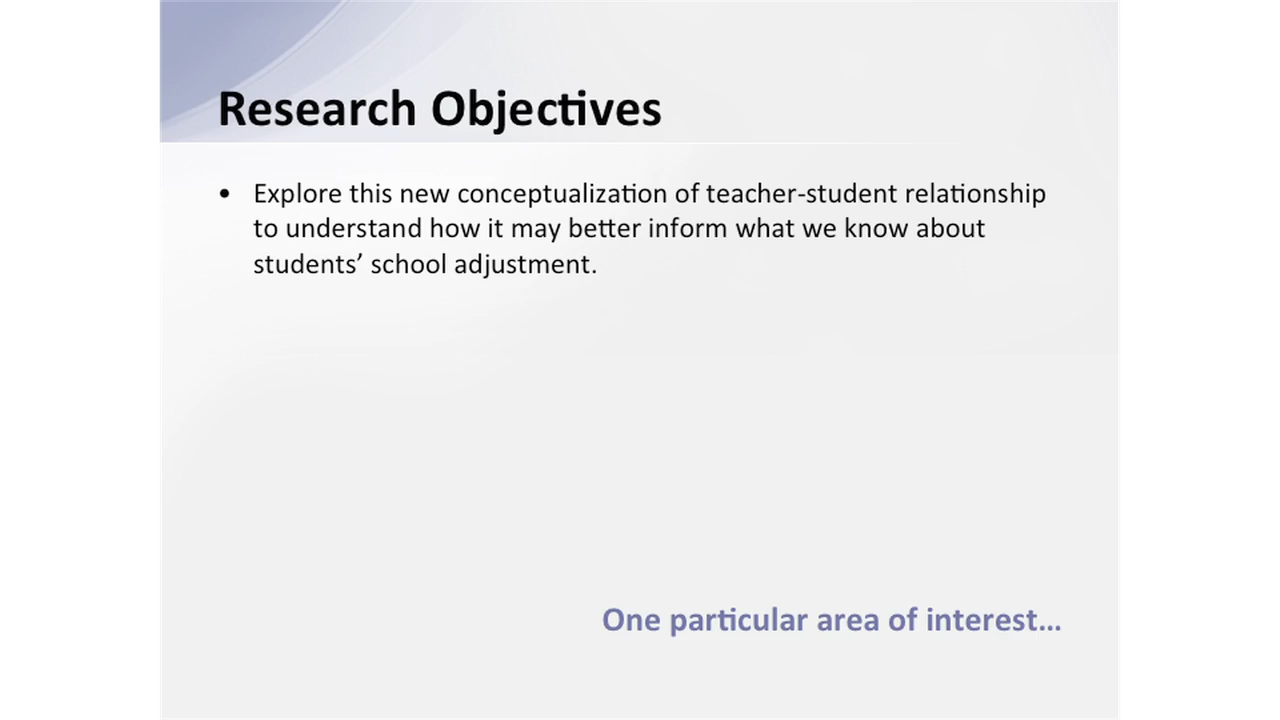 Research Objectives
• Explore this new conceptualization of teacher-student relationship
to understand how it may better inform what we know about
students’ school adjustment.
One particular area of interest…